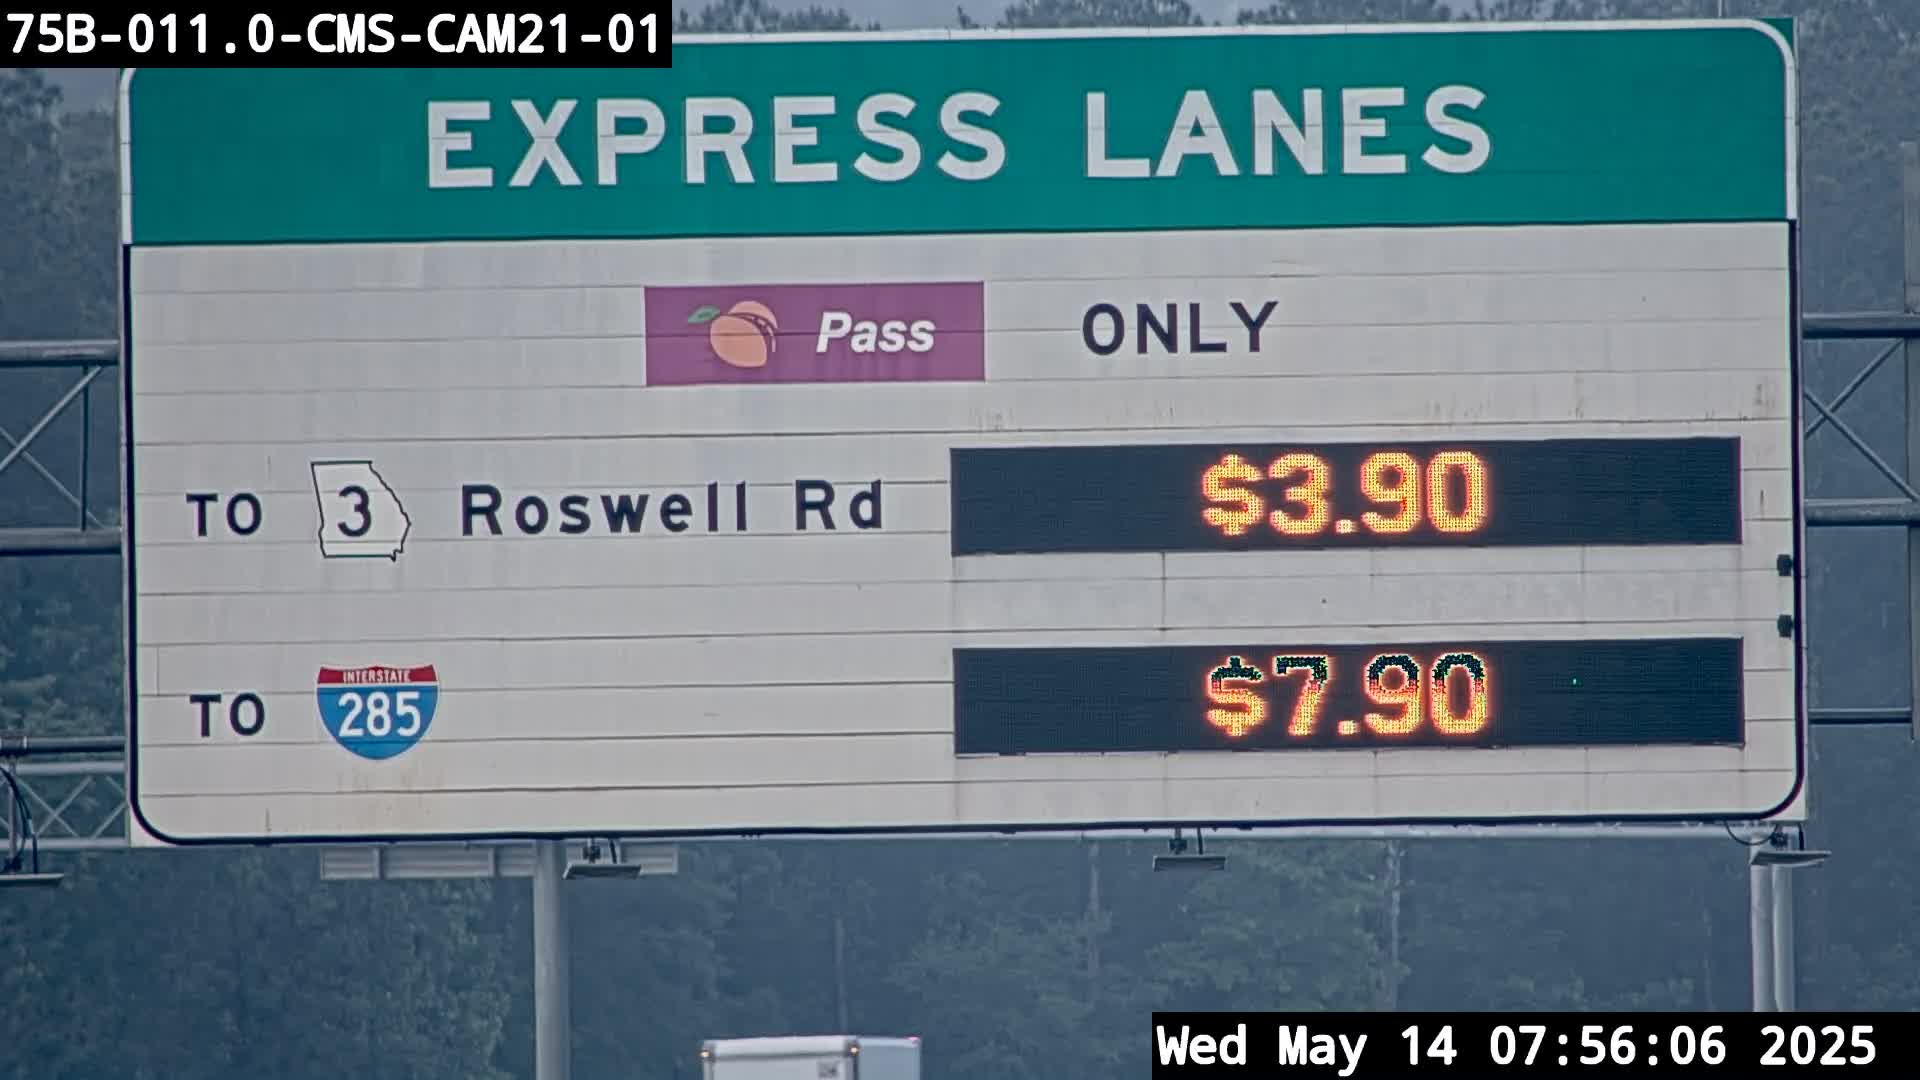 75B-011.0-CMS-CAM21-01
EXPRESS LANES
Pass ONLY
TO 3 Roswell Rd $3.90
TO INTERSTATE 285 $7.90
Wed May 14 07:56:06 2025